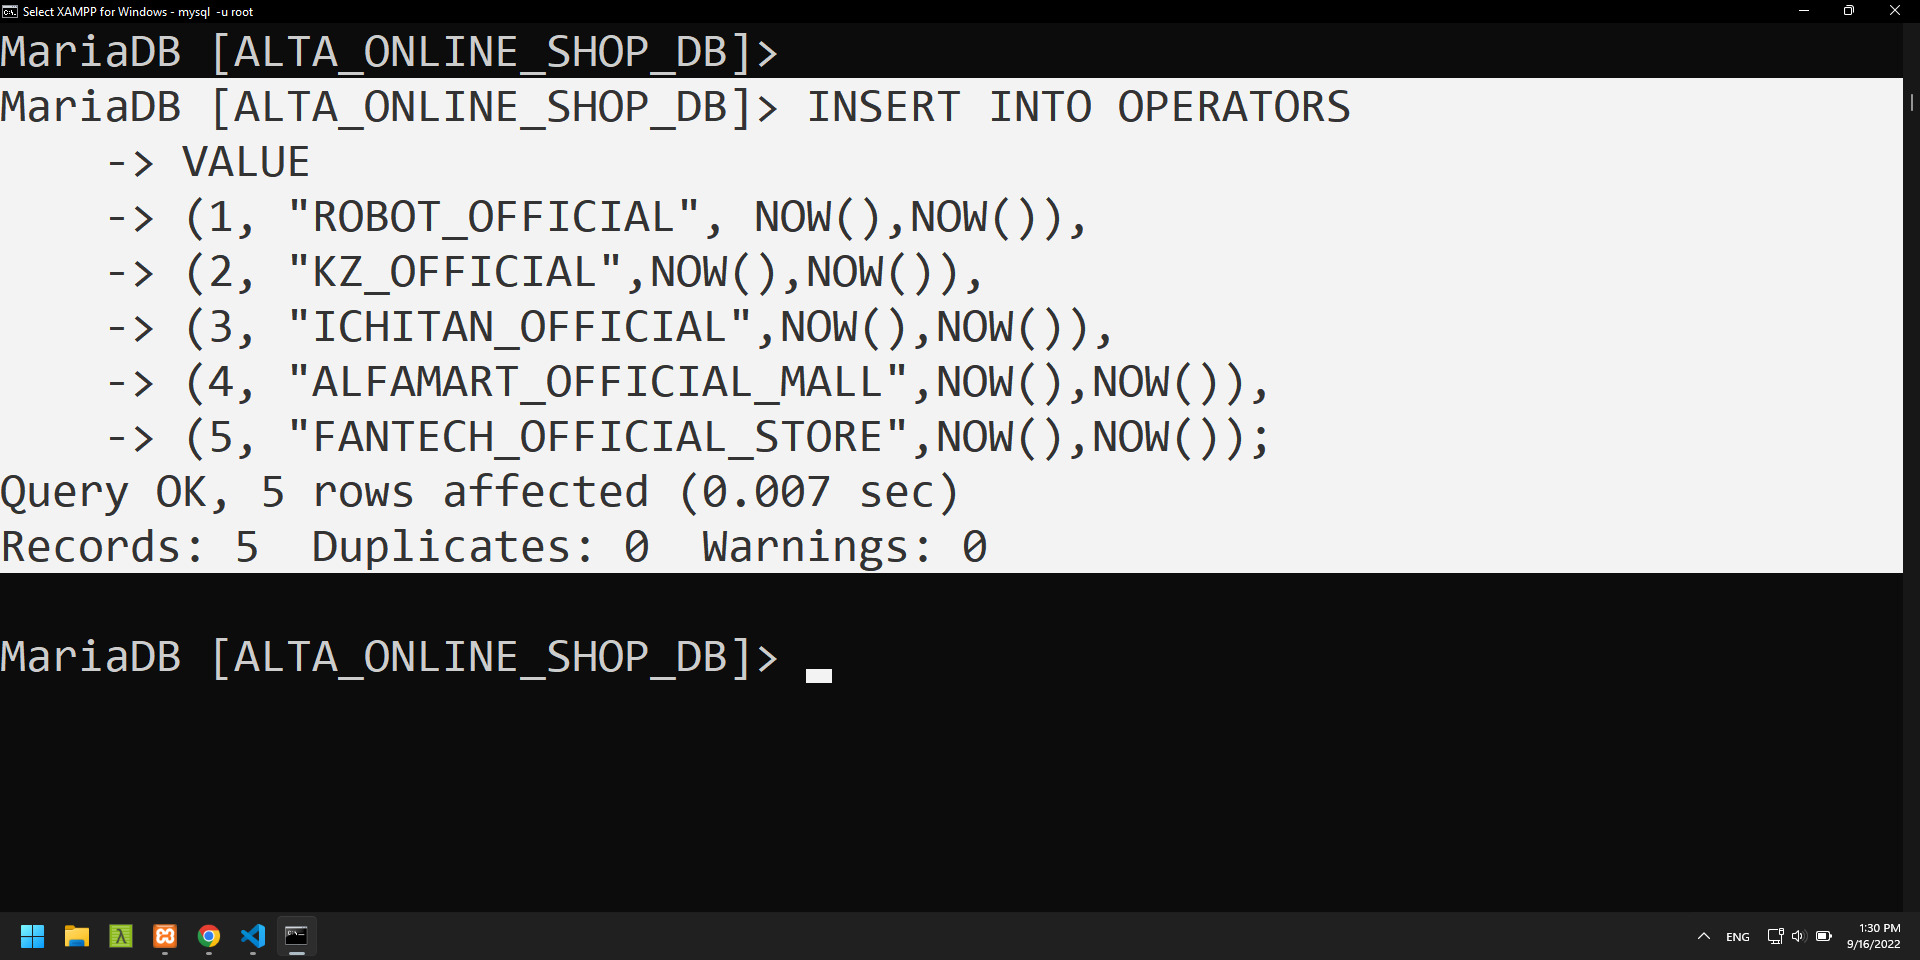 Select XAMPP for Windows - mysql  -u root
MariaDB [ALTA_ONLINE_SHOP_DB]>
MariaDB [ALTA_ONLINE_SHOP_DB]> INSERT INTO OPERATORS
    -> VALUE
    -> (1, "ROBOT_OFFICIAL", NOW(),NOW()),
    -> (2, "KZ_OFFICIAL",NOW(),NOW()),
    -> (3, "ICHITAN_OFFICIAL",NOW(),NOW()),
    -> (4, "ALFAMART_OFFICIAL_MALL",NOW(),NOW()),
    -> (5, "FANTECH_OFFICIAL_STORE",NOW(),NOW());
Query OK, 5 rows affected (0.007 sec)
Records: 5  Duplicates: 0  Warnings: 0
MariaDB [ALTA_ONLINE_SHOP_DB]>
ENG
1:30 PM
9/16/2022